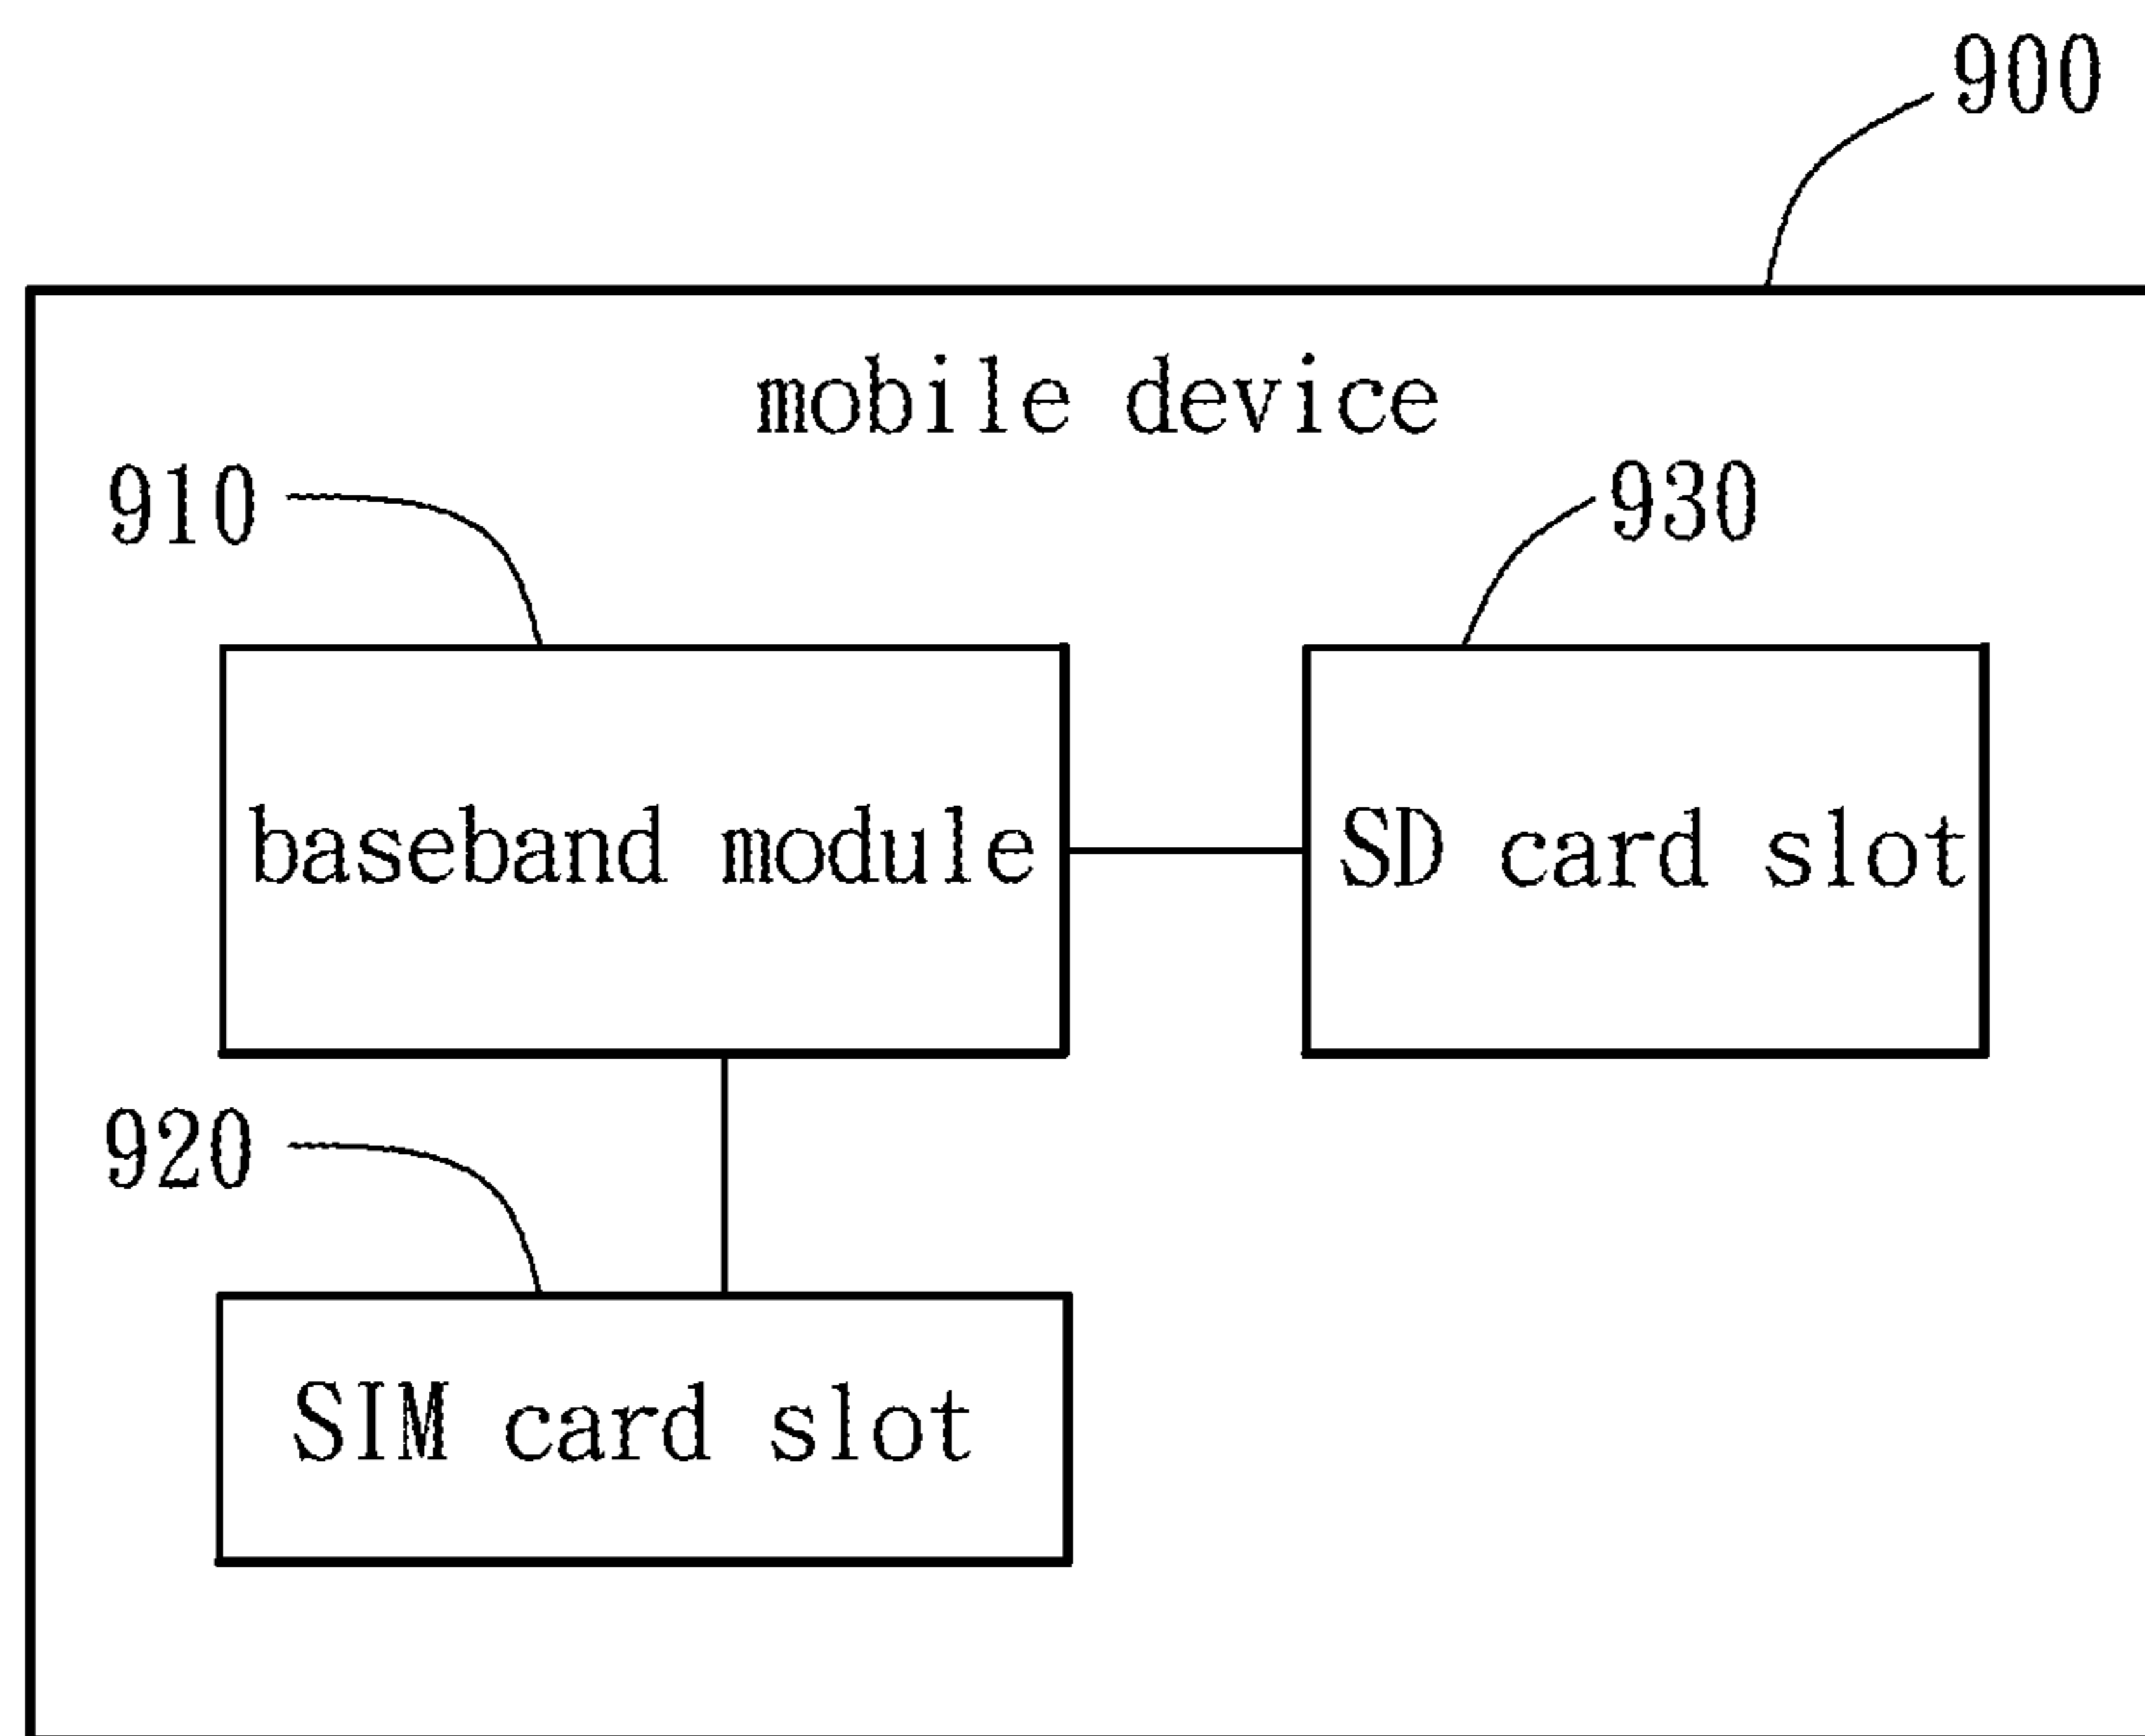 900
mobile device
910
930
baseband module
SD card slot
920
SIM card slot